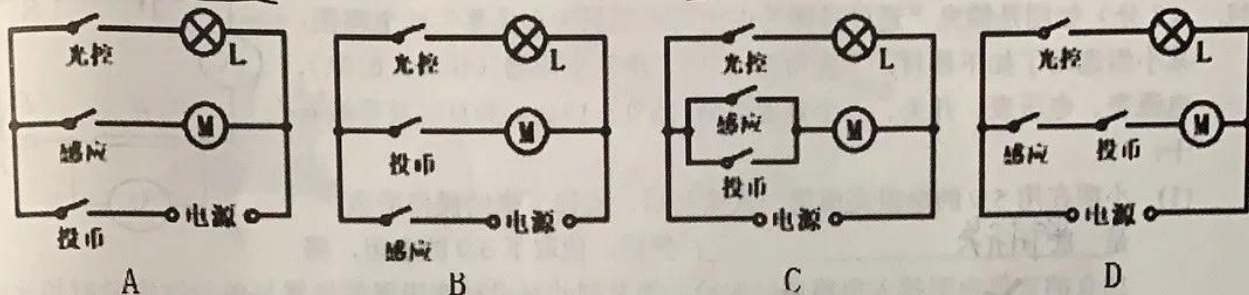 光控 L 光控 L 光控 L 光控 L
感应 M 投币 M 感应 M 感应 投币 M
投币
投币 电源 感应 电源 电源 电源
A B C D